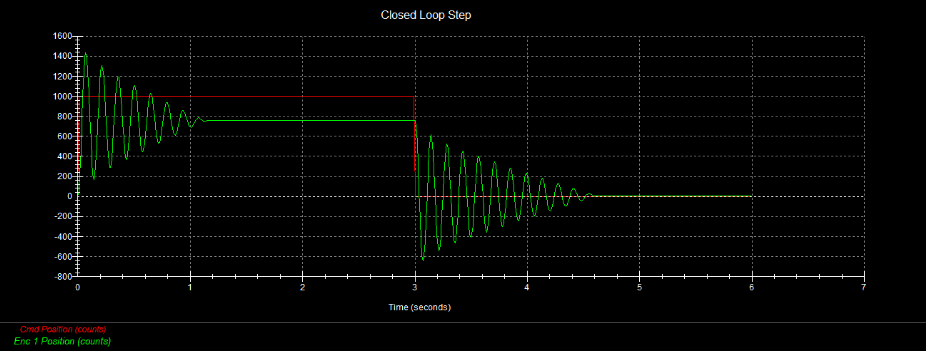 Closed Loop Step
1600
1400
1200
1000
800
600
400
200
0
-200
-400
-600
-800
0 1 2 3 4 5 6 7
Time (seconds)
Cmd Position (counts)
Enc 1 Position (counts)